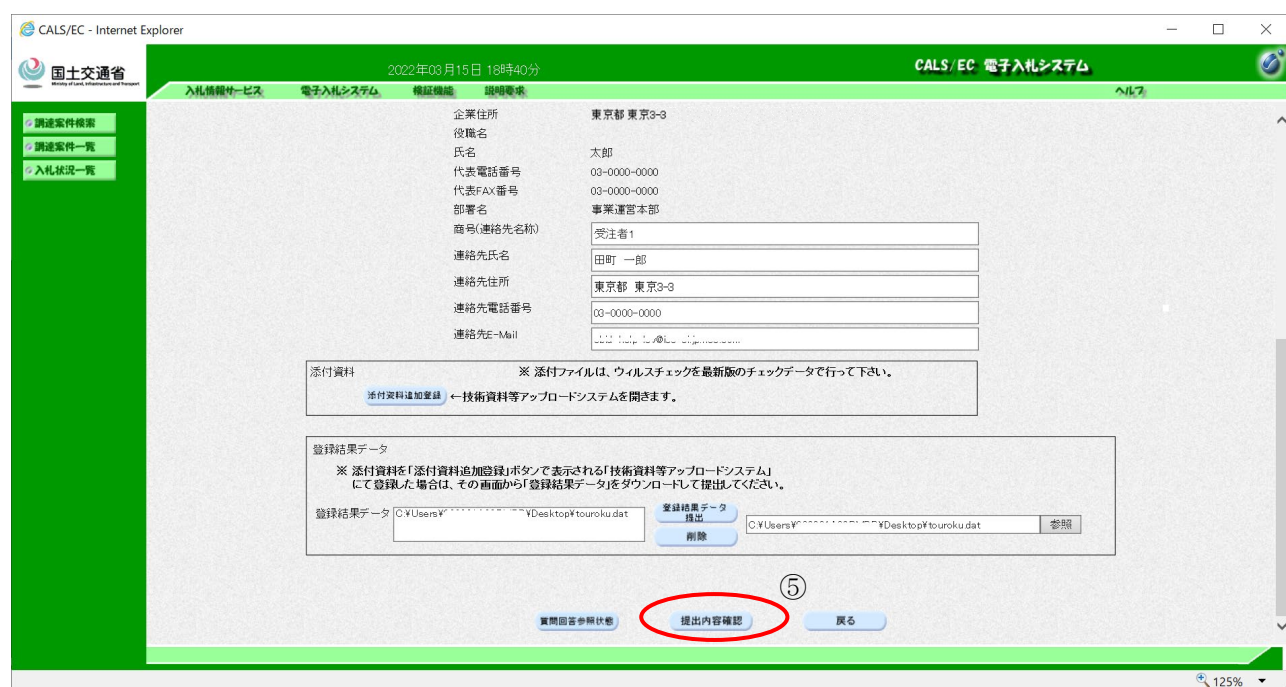 CALS/EC - Internet Explorer
国土交通省
Ministry of Land, Infrastructure and Transport
2022年03月15日 18時40分
CALS/EC 電子入札システム
入札情報サービス 電子入札システム 検証機能 説明要求 ヘルプ
調達案件検索
調達案件一覧
入札状況一覧
企業住所 東京都 東京3-3
役職名
氏名 太郎
代表電話番号 03-0000-0000
代表FAX番号 03-0000-0000
部署名 事業運営本部
商号(連絡先名称) 受注者1
連絡先氏名 田町 一郎
連絡先住所 東京都 東京3-3
連絡先電話番号 03-0000-0000
連絡先E-Mail
添付資料 ※ 添付ファイルは、ウィルスチェックを最新版のチェックデータで行って下さい。
添付資料追加登録 ←技術資料等アップロードシステムを開きます。
登録結果データ
※ 添付資料を「添付資料追加登録」ボタンで表示される「技術資料等アップロードシステム」
にて登録した場合は、その画面から「登録結果データ」をダウンロードして提出してください。
登録結果データ C:¥Users¥ ¥Desktop¥touroku.dat
登録結果データ
提出
削除
C:¥Users¥ ¥Desktop¥touroku.dat 参照
⑤
質問回答参照状態 提出内容確認 戻る
125%